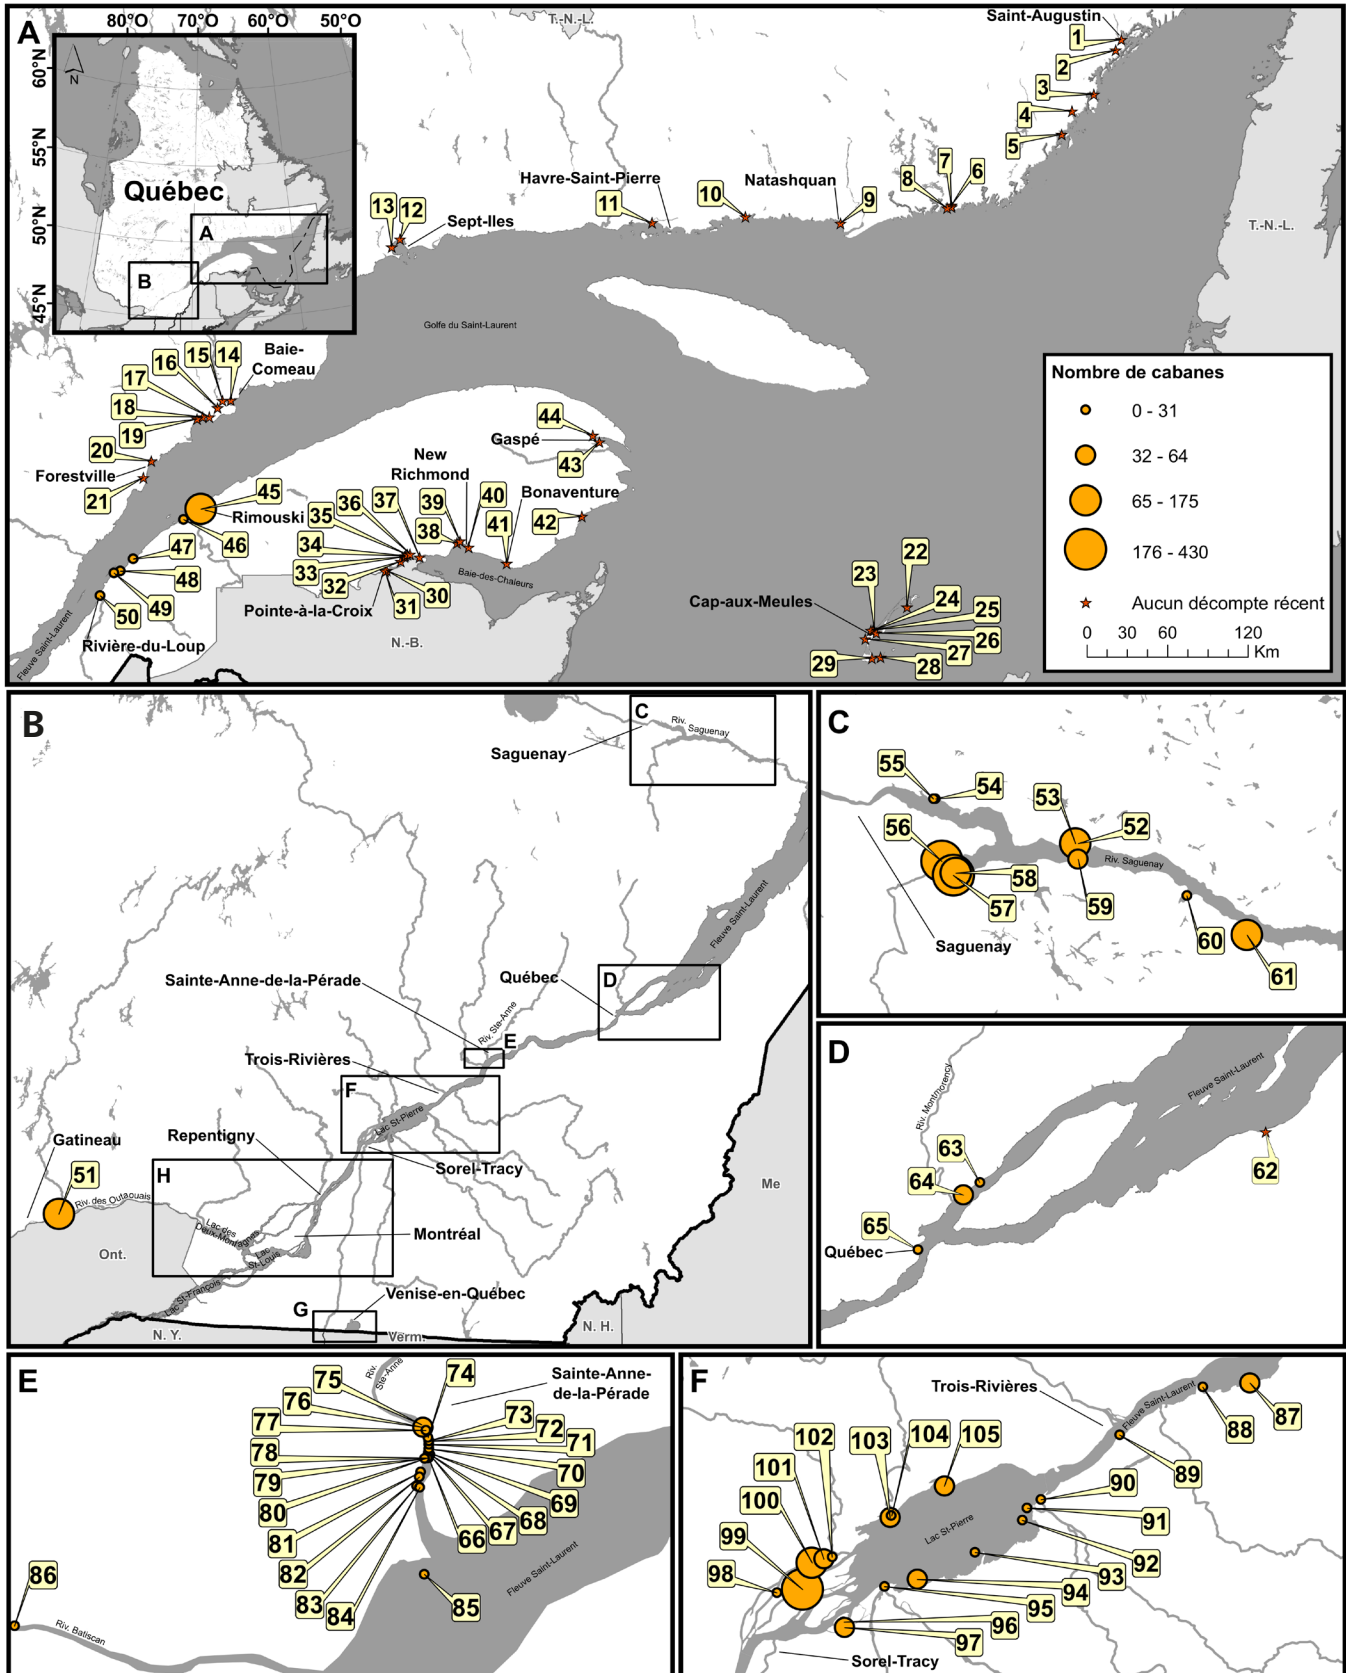 A
80°O 70°O 60°O 50°O
60°N
55°N
50°N
45°N
N
Québec
A
B
T.-N.-L.
Saint-Augustin
1
2
3
4
5
7
6
8
Havre-Saint-Pierre
Natashquan
11
10
9
13
12
Sept-Iles
T.-N.-L.
Golfe du Saint-Laurent
Baie-
Comeau
16
15
14
17
18
19
20
Forestville
21
44
Gaspé
43
New
Richmond
45
Rimouski
46
36
37
39
40
Bonaventure
35
38
41
42
34
33
32
47
48
49
50
31
30
Baie-des-Chaleurs
Pointe-à-la-Croix
N.-B.
Rivière-du-Loup
Fleuve Saint-Laurent
22
23
24
Cap-aux-Meules
25
26
27
29
28
Nombre de cabanes
0 - 31
32 - 64
65 - 175
176 - 430
Aucun décompte récent
0 30 60 120
Km
B
C
Riv.
Saguenay
Saguenay
Fleuve Saint-Laurent
Sainte-Anne-de-la-Pérade
Québec
D
Riv. Ste-Anne
E
Trois-Rivières
F
Lac St-Pierre
Repentigny
Gatineau
51
Riv. des Outaouais
H
Sorel-Tracy
Lac des
Deux-Montagnes
Lac
St-Louis
Montréal
Me
Ont.
Lac St-François
Venise-en-Québec
G
N. Y.
Verm.
N. H.
C
55
54
53
52
56
Riv. Saguenay
58
57
59
60
61
Saguenay
D
Fleuve Saint-Laurent
Riv. Montmorency
63
64
62
65
Québec
E
Riv.
Ste-Anne
75
74
Sainte-Anne-
de-la-Pérade
76
73
77
72
71
78
70
79
69
80
68
81
67
66
82
83
84
85
86
Fleuve Saint-Laurent
Riv. Batiscan
F
Trois-Rivières
Fleuve Saint-Laurent
87
88
89
102
103
104
105
101
100
90
91
99
Lac St-Pierre
92
98
93
94
95
96
97
Sorel-Tracy